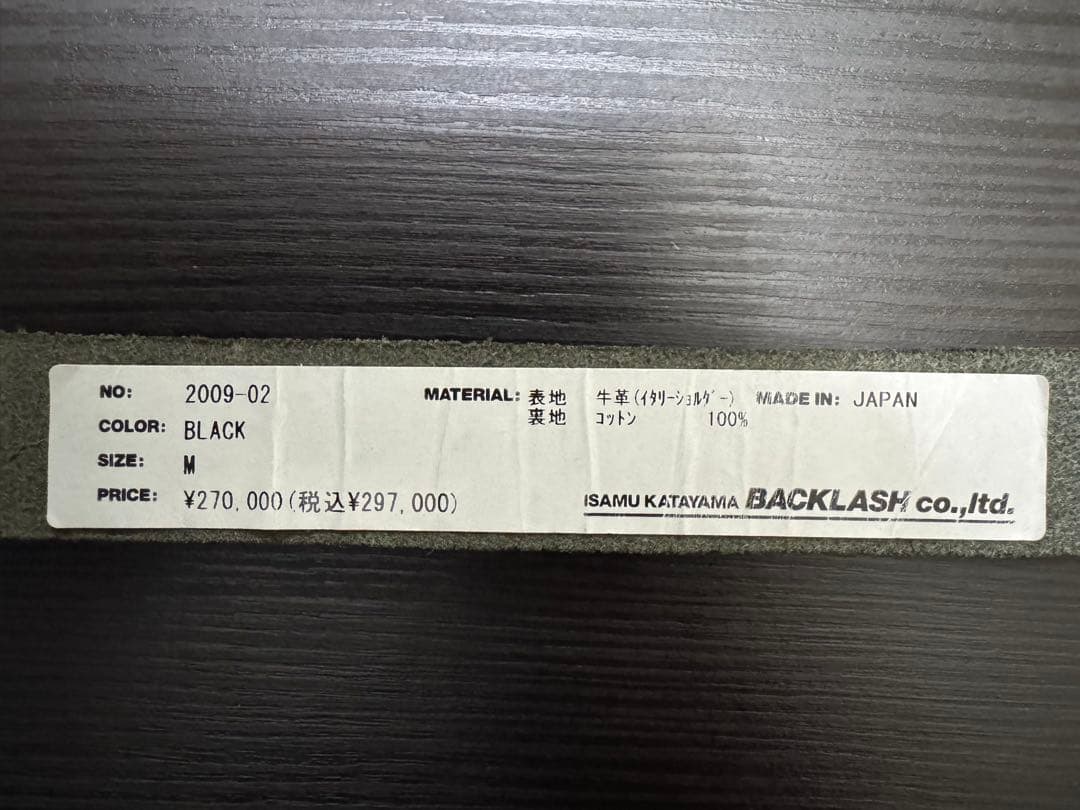 NO: 2009-02
COLOR: BLACK
SIZE: M
PRICE: ¥270,000(税込¥297,000)
MATERIAL: 表地 牛革(ｲﾀﾘｰｼｮﾙﾀﾞｰ)
裏地 ｺｯﾄﾝ 100%
MADE IN: JAPAN
ISAMU KATAYAMA BACKLASH co.,ltd.